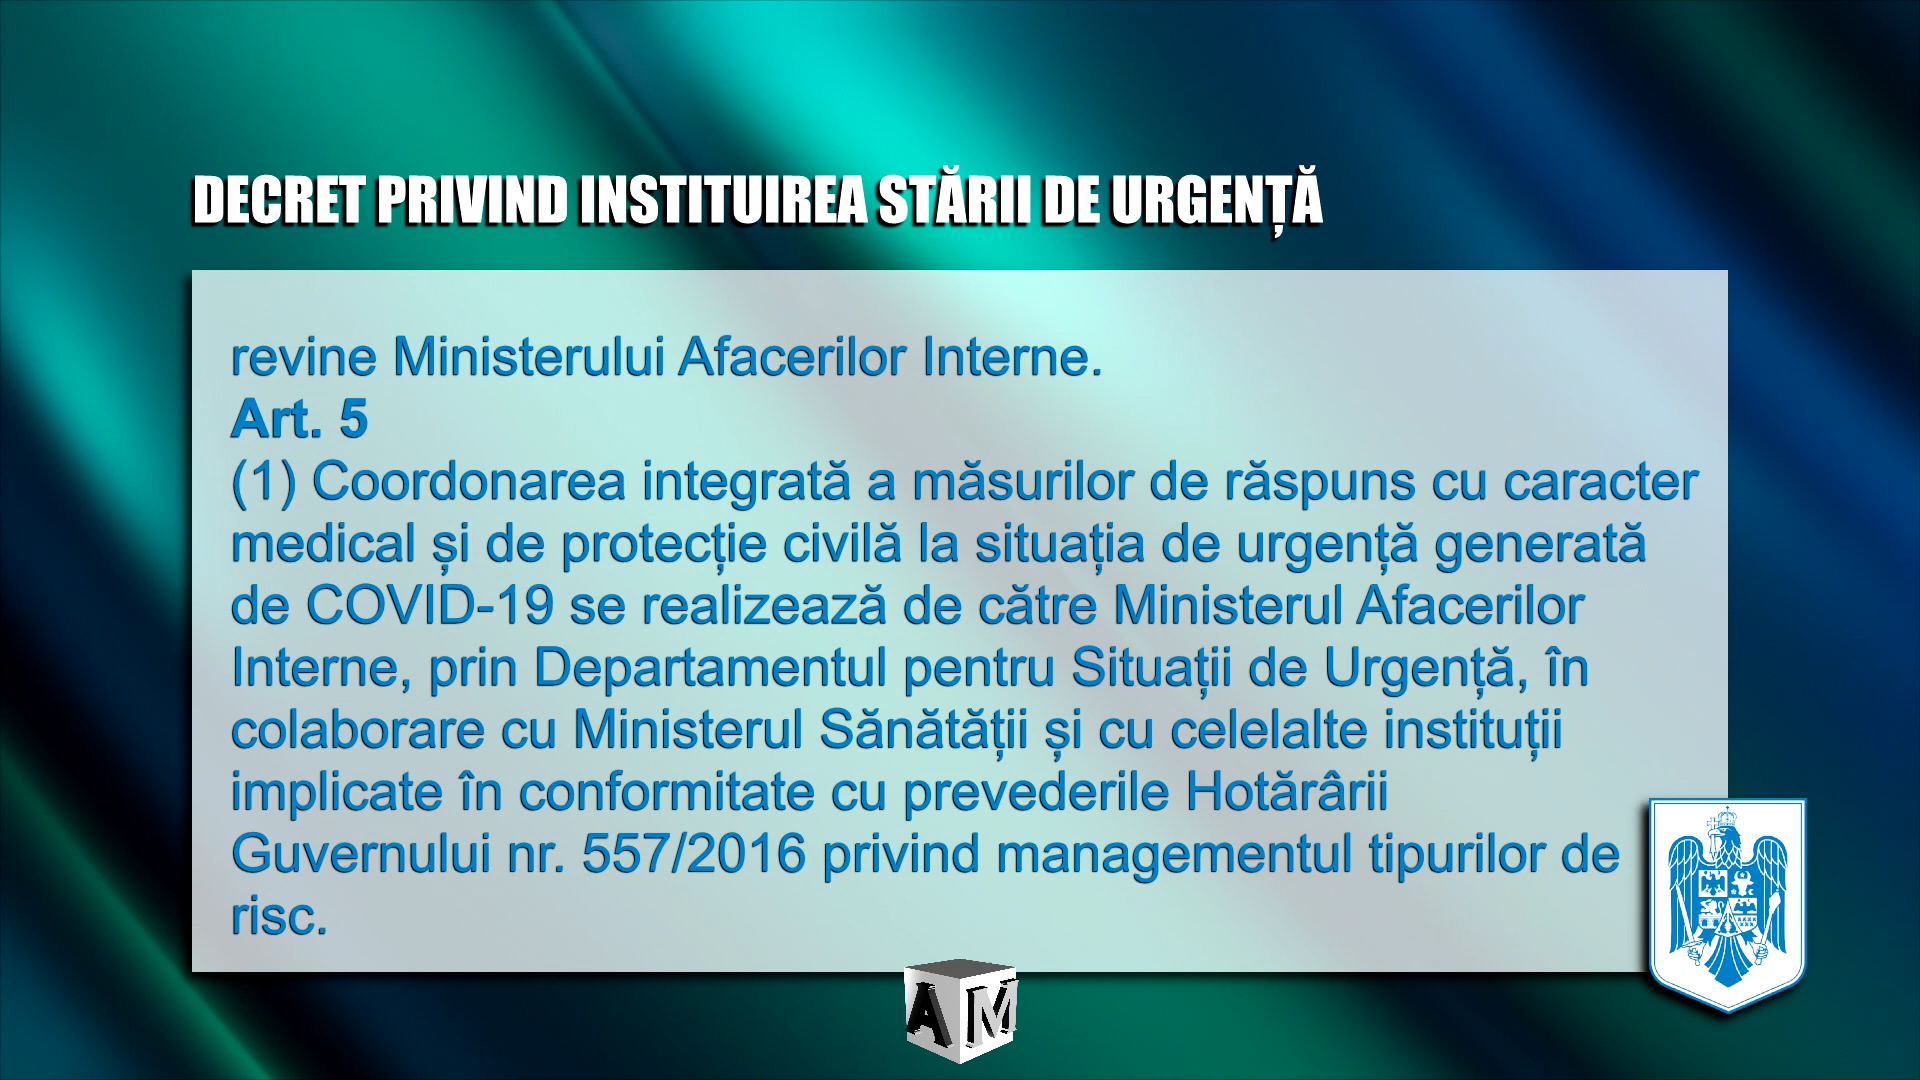 DECRET PRIVIND INSTITUIREA STĂRII DE URGENȚĂ
revine Ministerului Afacerilor Interne.
Art. 5
(1) Coordonarea integrată a măsurilor de răspuns cu caracter
medical și de protecție civilă la situația de urgență generată
de COVID-19 se realizează de către Ministerul Afacerilor
Interne, prin Departamentul pentru Situații de Urgență, în
colaborare cu Ministerul Sănătății și cu celelalte instituții
implicate în conformitate cu prevederile Hotărârii
Guvernului nr. 557/2016 privind managementul tipurilor de
risc.
AM